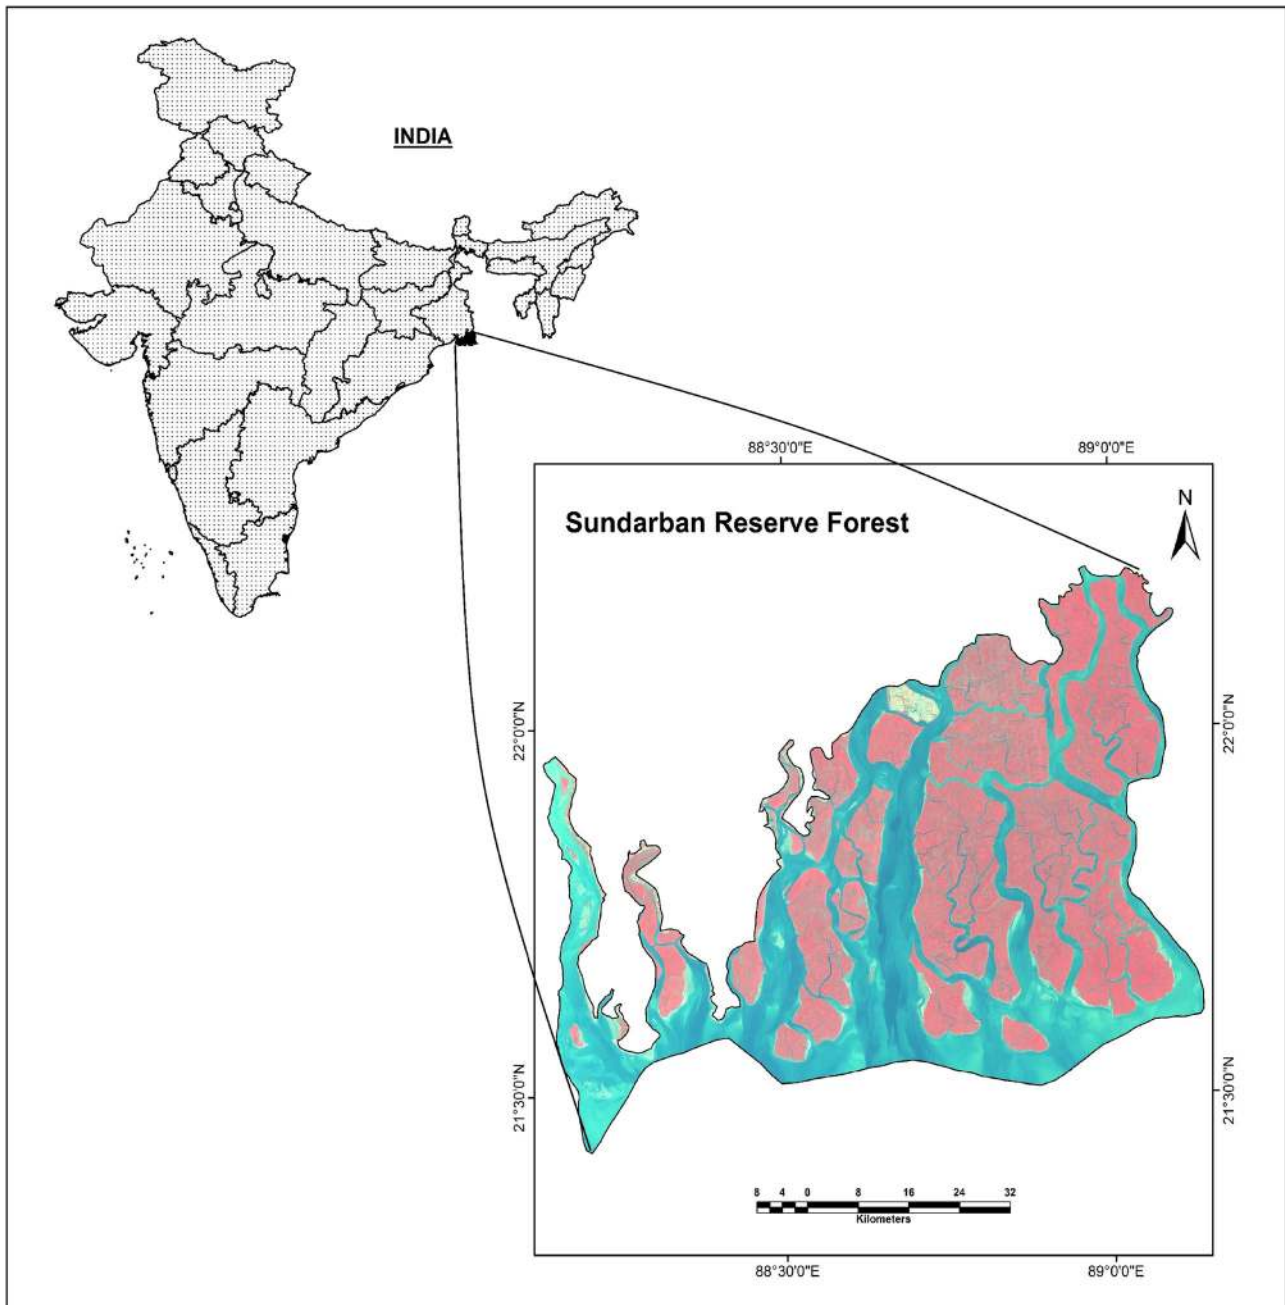 INDIA
88°30'0"E 89°0'0"E
Sundarban Reserve Forest
N
22°0'0"N 22°0'0"N
21°30'0"N 21°30'0"N
8 4 0 8 16 24 32
Kilometers
88°30'0"E 89°0'0"E